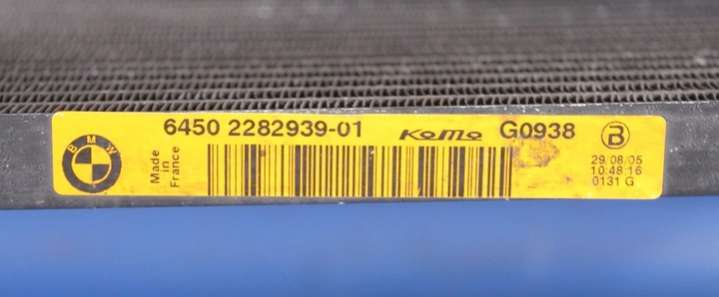 BMW
Made
in
France
6450 2282939-01 KoMo G0938
B
29/08/05
10:48:16
0131 G